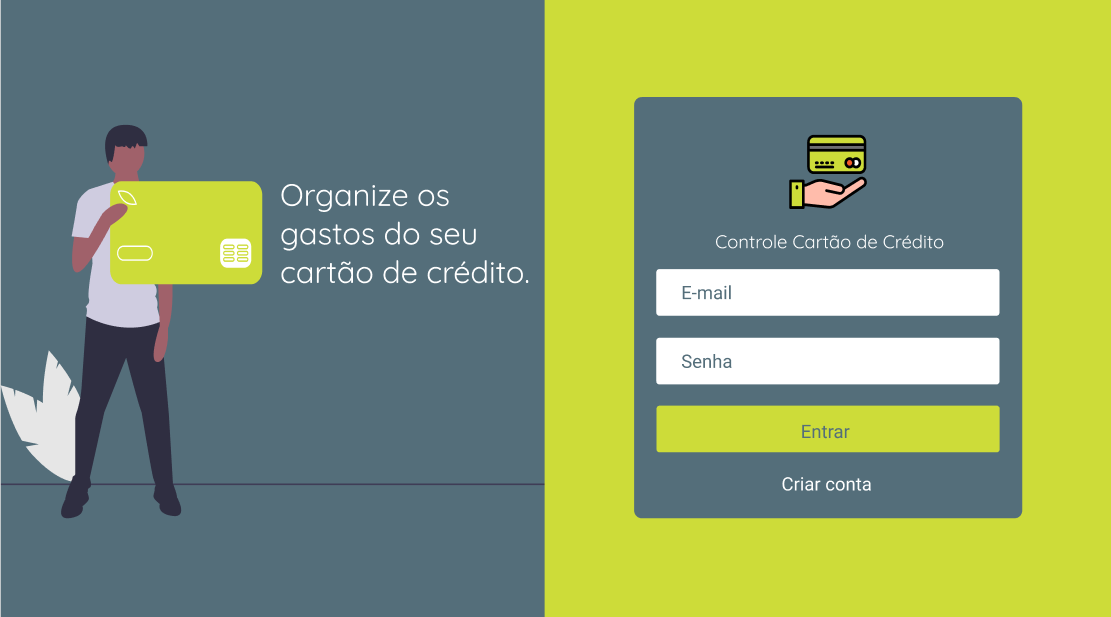 Organize os
gastos do seu
cartão de crédito.
Controle Cartão de Crédito
E-mail
Senha
Entrar
Criar conta